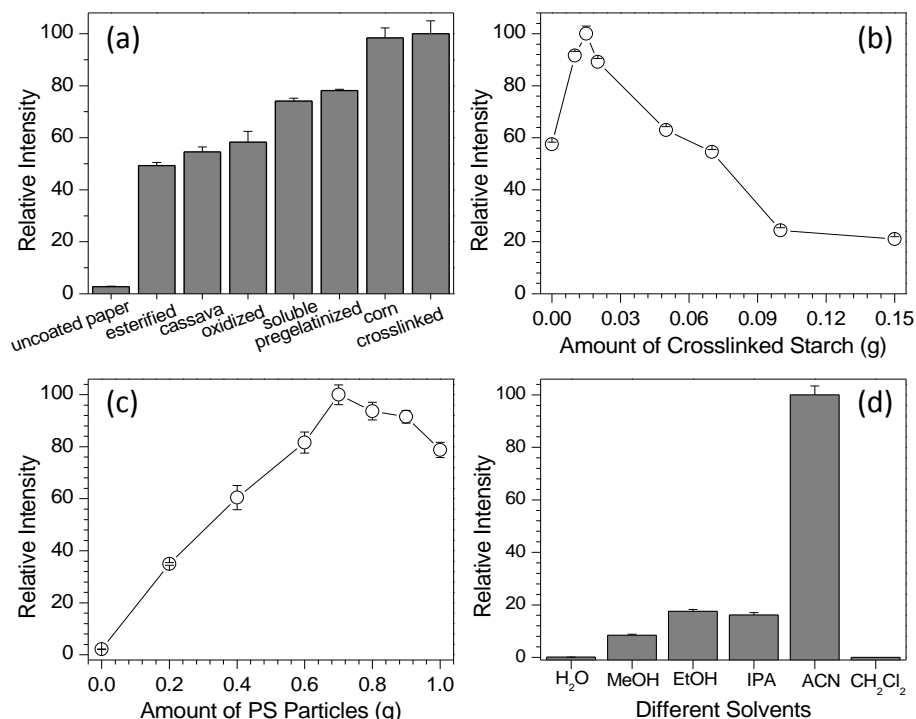 (a)
Relative Intensity
100
80
60
40
20
0
uncoated paper
esterified
cassava
oxidized
soluble
pregelatinized
corn
crosslinked
(b)
Relative Intensity
100
80
60
40
20
0
0.00 0.03 0.06 0.09 0.12 0.15
Amount of Crosslinked Starch (g)
(c)
Relative Intensity
100
80
60
40
20
0
0.0 0.2 0.4 0.6 0.8 1.0
Amount of PS Particles (g)
(d)
Relative Intensity
100
80
60
40
20
0
H₂O MeOH EtOH IPA ACN CH₂Cl₂
Different Solvents